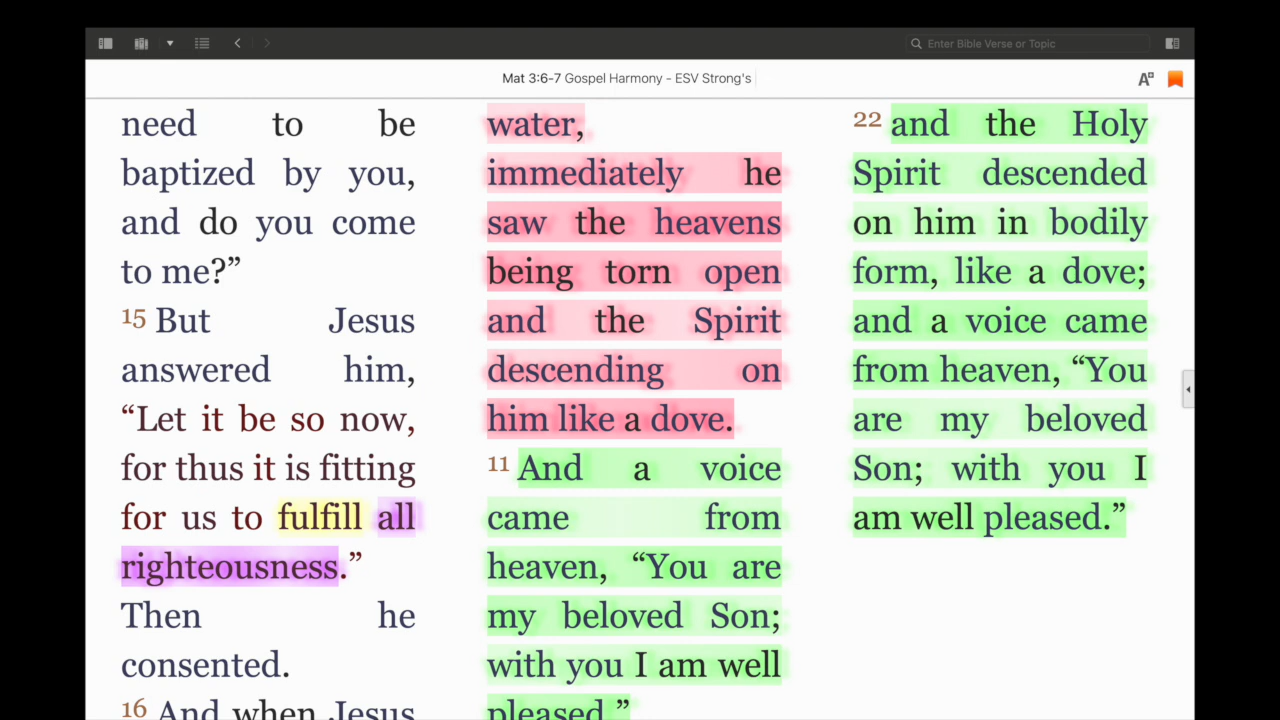 Enter Bible Verse or Topic
Mat 3:6-7 Gospel Harmony - ESV Strong's
A
need to be
baptized by you,
and do you come
to me?”
15 But Jesus
answered him,
“Let it be so now,
for thus it is fitting
for us to fulfill all
righteousness.”
Then he
consented.
16 And when Jesus
water,
immediately he
saw the heavens
being torn open
and the Spirit
descending on
him like a dove.
11 And a voice
came from
heaven, “You are
my beloved Son;
with you I am well
pleased.”
22 and the Holy
Spirit descended
on him in bodily
form, like a dove;
and a voice came
from heaven, “You
are my beloved
Son; with you I
am well pleased.”